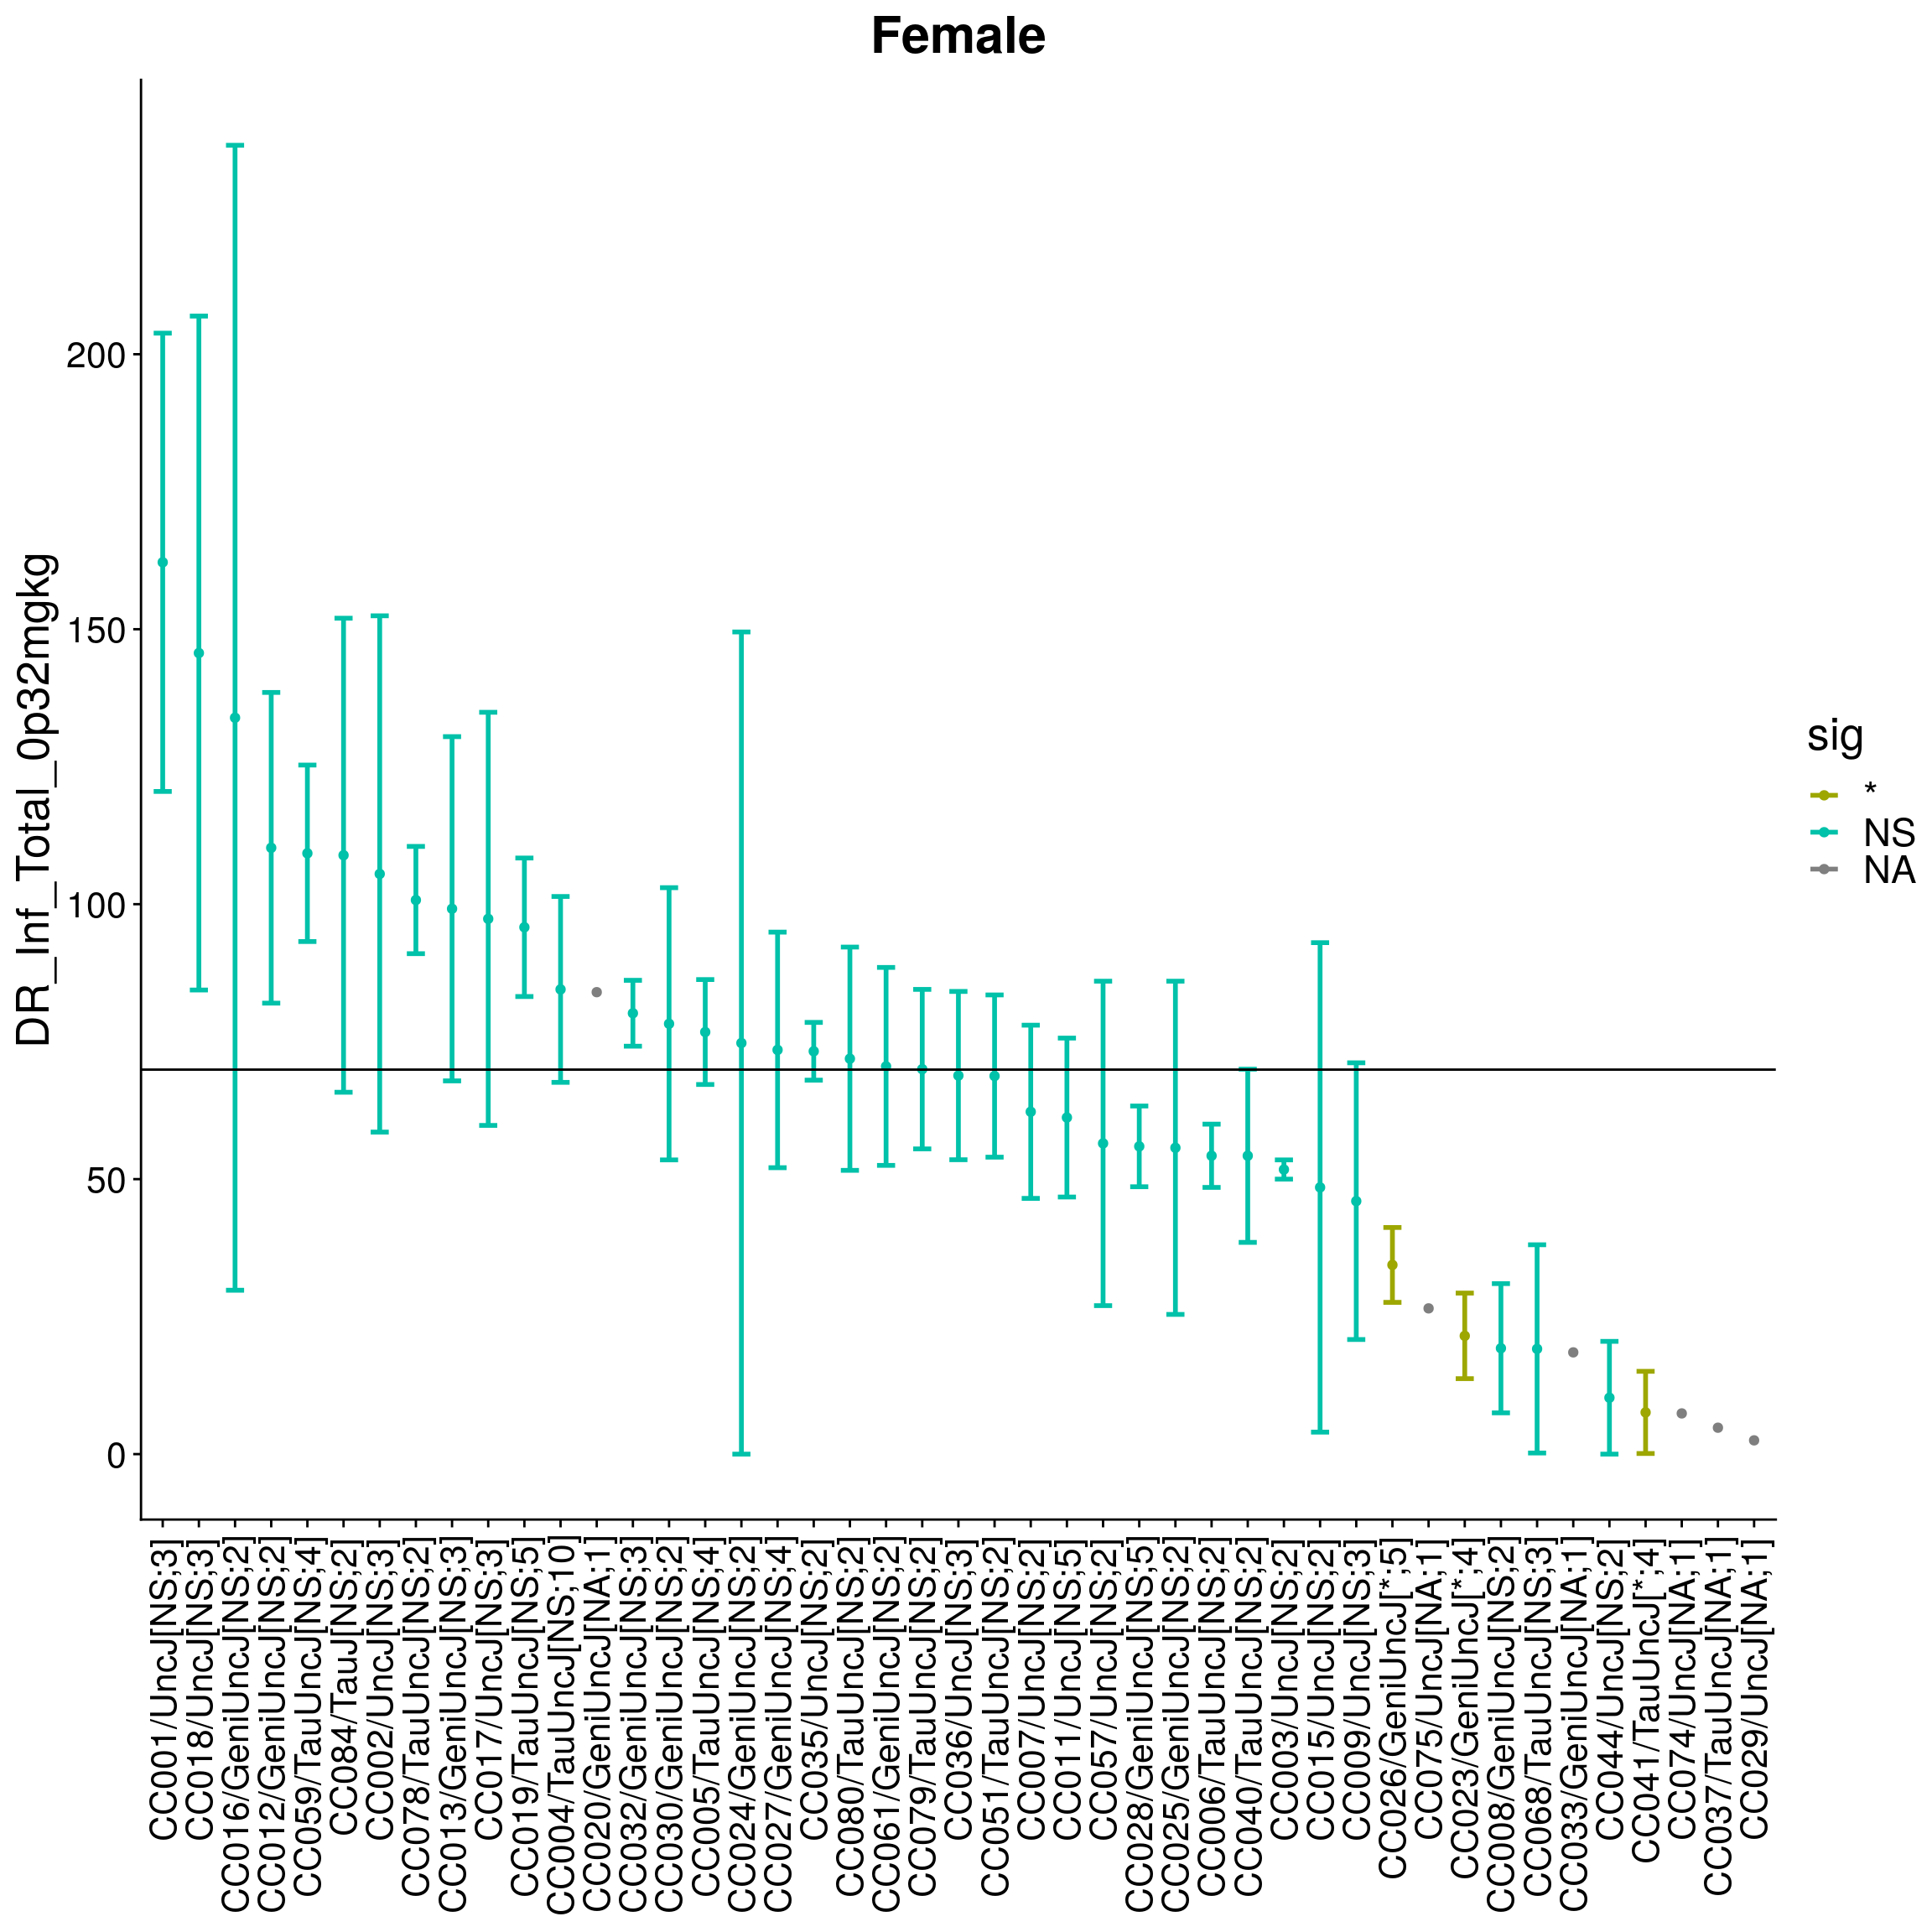 Female
DR_Inf_Total_0p32mgkg
200
150
100
50
0
CC001/UncJ[NS;3]
CC018/UncJ[NS;3]
CC016/GeniUncJ[NS;2]
CC012/GeniUncJ[NS;2]
CC059/TauUncJ[NS;4]
CC084/TauJ[NS;2]
CC002/UncJ[NS;3]
CC078/TauUncJ[NS;2]
CC013/GeniUncJ[NS;3]
CC017/UncJ[NS;3]
CC019/TauUncJ[NS;5]
CC004/TauUncJ[NS;10]
CC020/GeniUncJ[NA;1]
CC032/GeniUncJ[NS;3]
CC030/GeniUncJ[NS;2]
CC005/TauUncJ[NS;4]
CC024/GeniUncJ[NS;2]
CC027/GeniUncJ[NS;4]
CC035/UncJ[NS;2]
CC080/TauUncJ[NS;2]
CC061/GeniUncJ[NS;2]
CC079/TauUncJ[NS;2]
CC036/UncJ[NS;3]
CC051/TauUncJ[NS;2]
CC007/UncJ[NS;2]
CC011/UncJ[NS;5]
CC057/UncJ[NS;2]
CC028/GeniUncJ[NS;5]
CC025/GeniUncJ[NS;2]
CC006/TauUncJ[NS;2]
CC040/TauUncJ[NS;2]
CC003/UncJ[NS;2]
CC015/UncJ[NS;2]
CC009/UncJ[NS;3]
CC026/GeniUncJ[*;5]
CC075/UncJ[NA;1]
CC023/GeniUncJ[*;4]
CC008/GeniUncJ[NS;2]
CC068/TauUncJ[NS;3]
CC033/GeniUncJ[NA;1]
CC044/UncJ[NS;2]
CC041/TauUncJ[*;4]
CC074/UncJ[NA;1]
CC037/TauUncJ[NA;1]
CC029/UncJ[NA;1]
sig
*
NS
NA